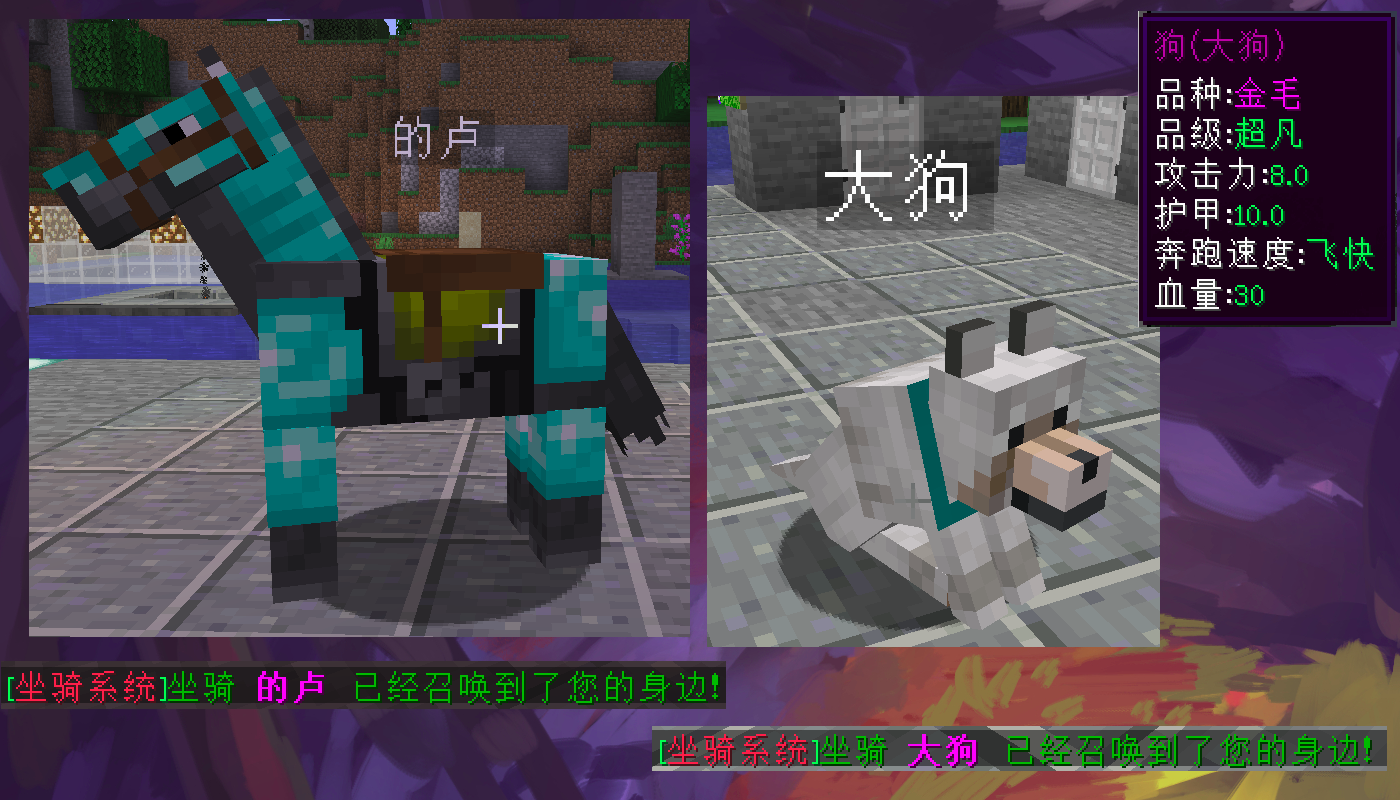 的卢
大狗
狗(大狗)
品种:金毛
品级:超凡
攻击力:8.0
护甲:10.0
奔跑速度:飞快
血量:30
[坐骑系统]坐骑 的卢 已经召唤到了您的身边!
[坐骑系统]坐骑 大狗 已经召唤到了您的身边!